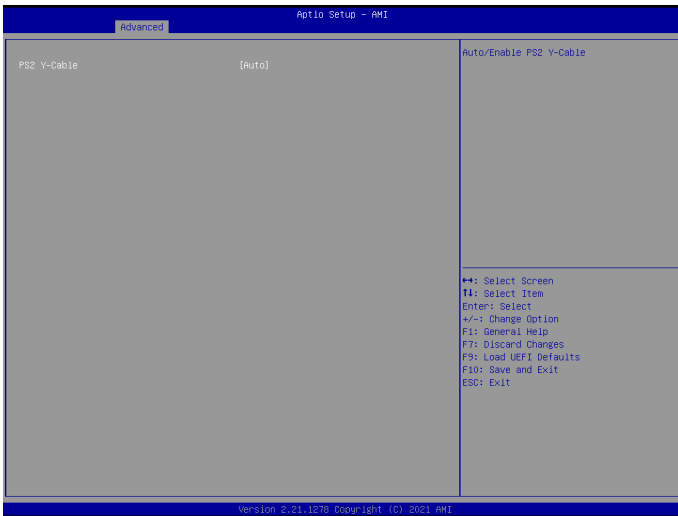 Aptio Setup - AMI
Advanced
PS2 Y-Cable [Auto]
Auto/Enable PS2 Y-Cable
↔: Select Screen
↑↓: Select Item
Enter: Select
+/-: Change Option
F1: General Help
F7: Discard Changes
F9: Load UEFI Defaults
F10: Save and Exit
ESC: Exit
Version 2.21.1278 Copyright (C) 2021 AMI